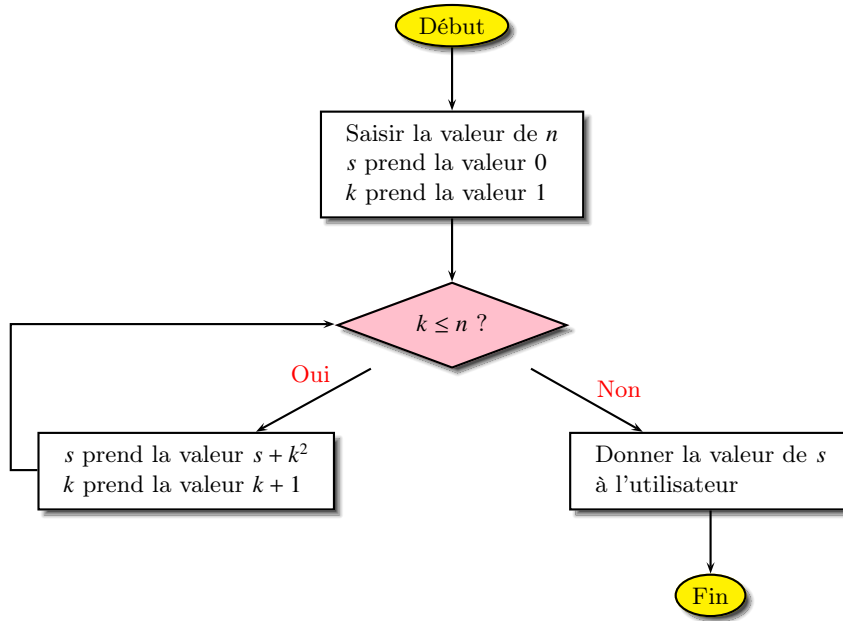 Début
Saisir la valeur de n
s prend la valeur 0
k prend la valeur 1
k ≤ n ?
Oui
Non
s prend la valeur s + k²
k prend la valeur k + 1
Donner la valeur de s
à l'utilisateur
Fin